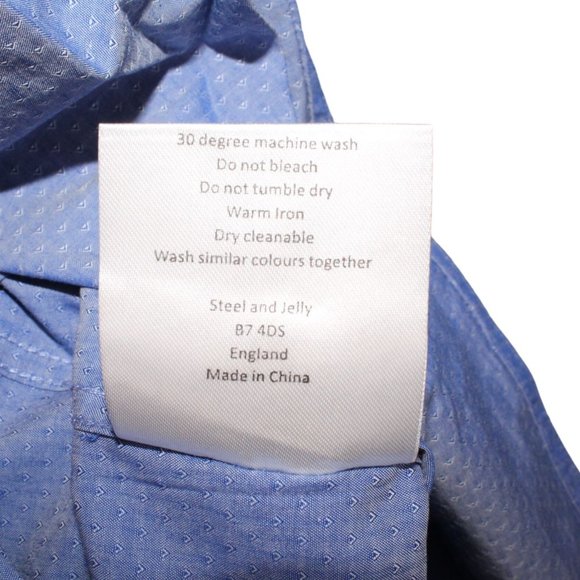 30 degree machine wash
Do not bleach
Do not tumble dry
Warm Iron
Dry cleanable
Wash similar colours together
Steel and Jelly
B7 4DS
England
Made in China